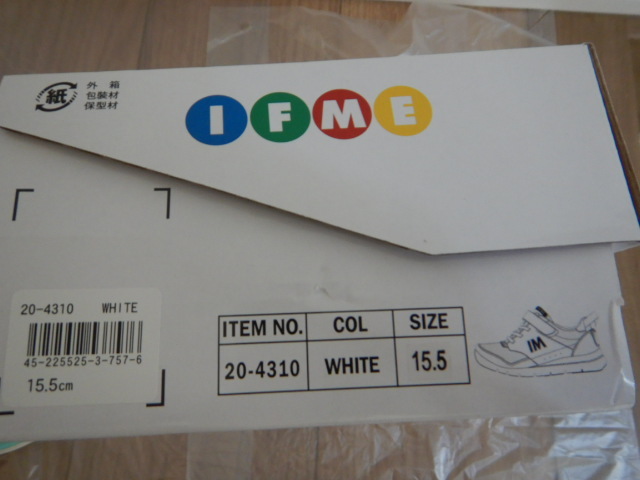 紙
外 箱
包装材
保型材
IFME
20-4310 WHITE
45-225525-3-757-6
15.5cm
ITEM NO. COL SIZE
20-4310 WHITE 15.5
IM